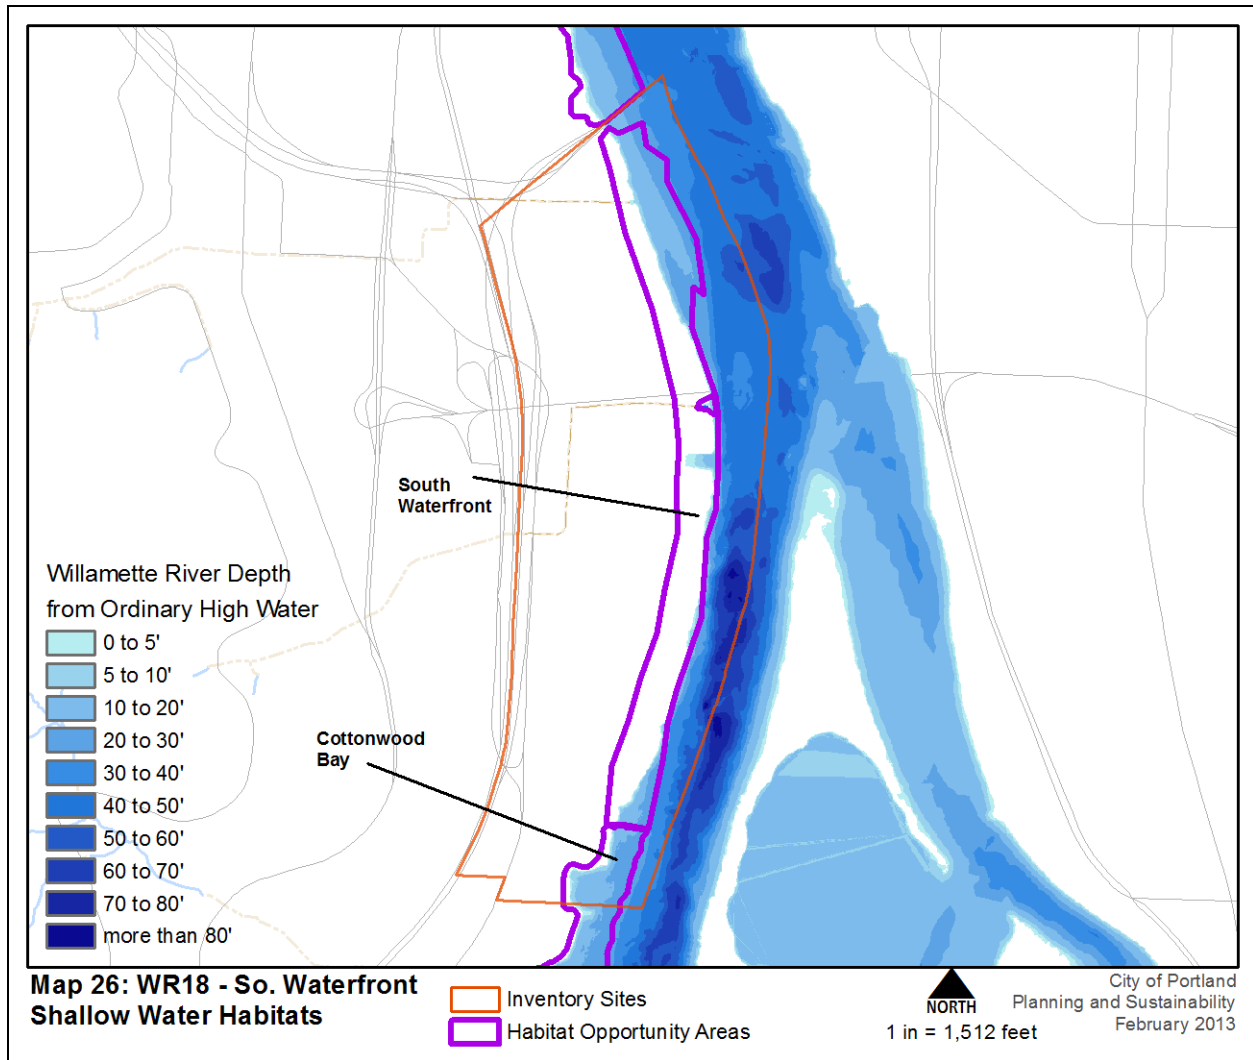 South
Waterfront
Willamette River Depth
from Ordinary High Water
0 to 5'
5 to 10'
10 to 20'
20 to 30'
30 to 40'
40 to 50'
50 to 60'
60 to 70'
70 to 80'
more than 80'
Cottonwood
Bay
Map 26: WR18 - So. Waterfront
Shallow Water Habitats
Inventory Sites
Habitat Opportunity Areas
NORTH
1 in = 1,512 feet
City of Portland
Planning and Sustainability
February 2013